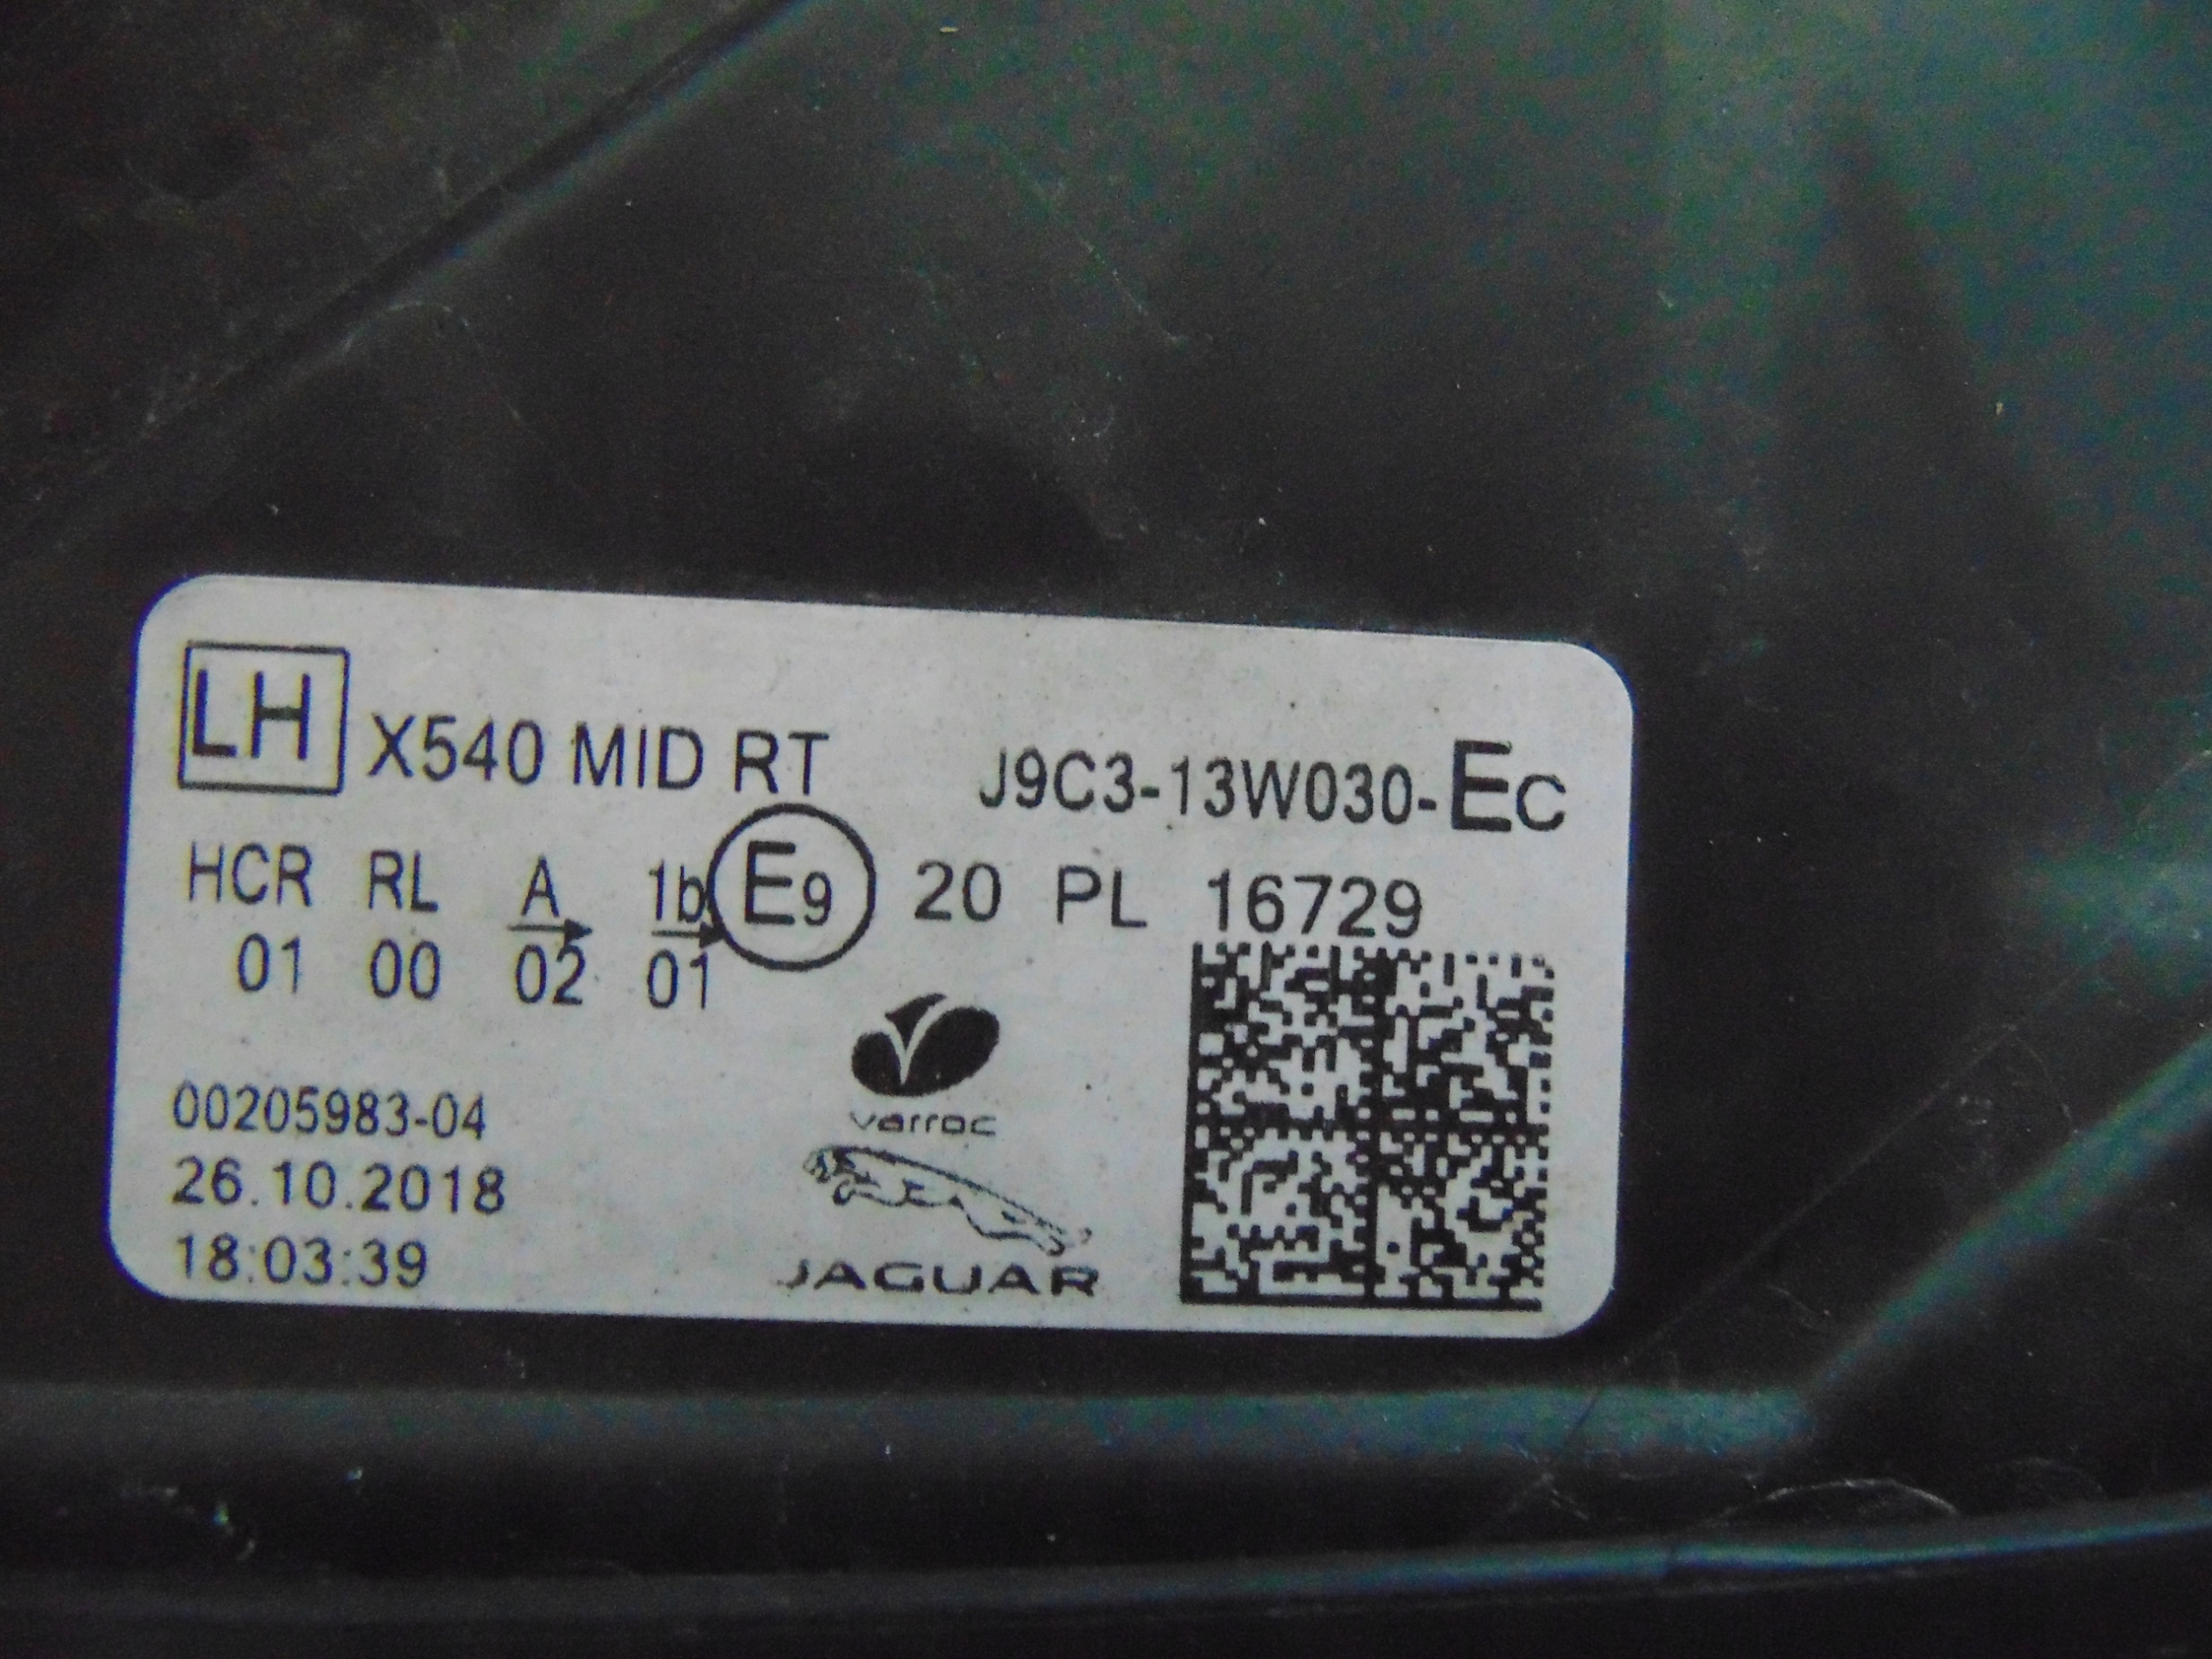 LH X540 MID RT J9C3-13W030-EC
HCR RL A 1b E9 20 PL 16729
01 00 02 01
00205983-04
varroc
26.10.2018
18:03:39
JAGUAR